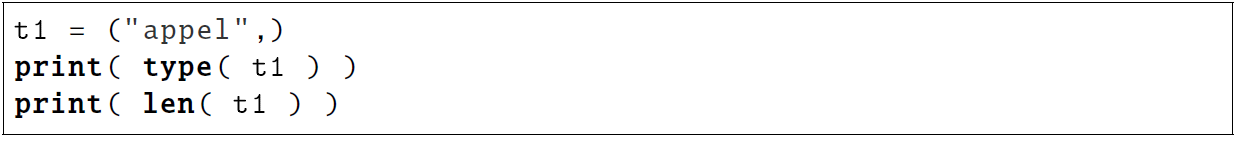 t1 = ("appel",)
print( type( t1 ) )
print( len( t1 ) )